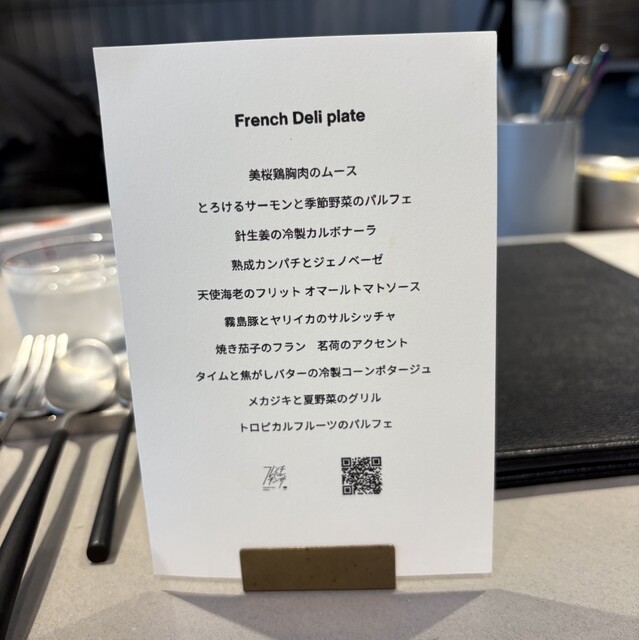 French Deli plate
美桜鶏胸肉のムース
とろけるサーモンと季節野菜のパルフェ
針生姜の冷製カルボナーラ
熟成カンパチとジェノベーゼ
天使海老のフリット オマールトマトソース
霧島豚とヤリイカのサルシッチャ
焼き茄子のフラン　茗荷のアクセント
タイムと焦がしバターの冷製コーンポタージュ
メカジキと夏野菜のグリル
トロピカルフルーツのパルフェ